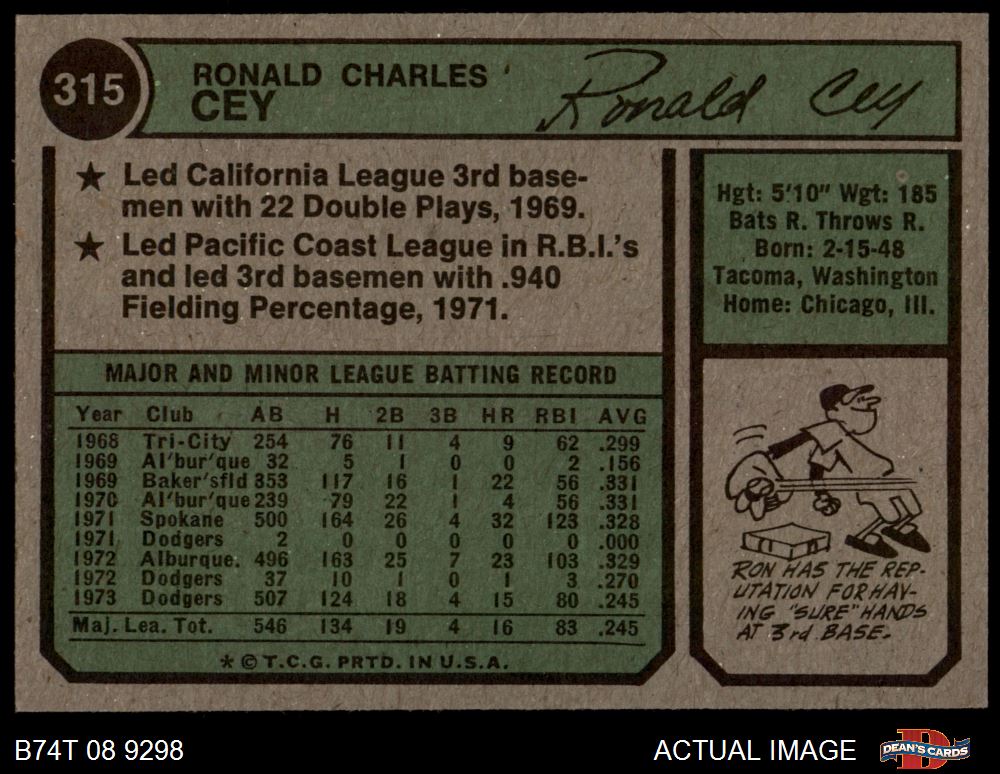 315
RONALD CHARLES
CEY
Ronald Cey
★ Led California League 3rd base-
men with 22 Double Plays, 1969.
★ Led Pacific Coast League in R.B.I.'s
and led 3rd basemen with .940
Fielding Percentage, 1971.
Hgt: 5'10" Wgt: 185
Bats R. Throws R.
Born: 2-15-48
Tacoma, Washington
Home: Chicago, Ill.
MAJOR AND MINOR LEAGUE BATTING RECORD
Year Club AB H 2B 3B HR RBI AVG
1968 Tri-City 254 76 11 4 9 62 .299
1969 Al'bur'que 32 5 1 0 0 2 .156
1969 Baker'sfld 353 117 16 1 22 56 .331
1970 Al'bur'que 239 79 22 1 4 56 .331
1971 Spokane 500 164 26 4 32 123 .328
1971 Dodgers 2 0 0 0 0 0 .000
1972 Alburque. 496 163 25 7 23 103 .329
1972 Dodgers 37 10 1 0 1 3 .270
1973 Dodgers 507 124 18 4 15 80 .245
Maj. Lea. Tot. 546 134 19 4 16 83 .245
* © T.C.G. PRTD. IN U.S.A.
RON HAS THE REP-
UTATION FOR HAV-
ING "SURE" HANDS
AT 3rd BASE.
B74T 08 9298
ACTUAL IMAGE
DEAN'S CARDS